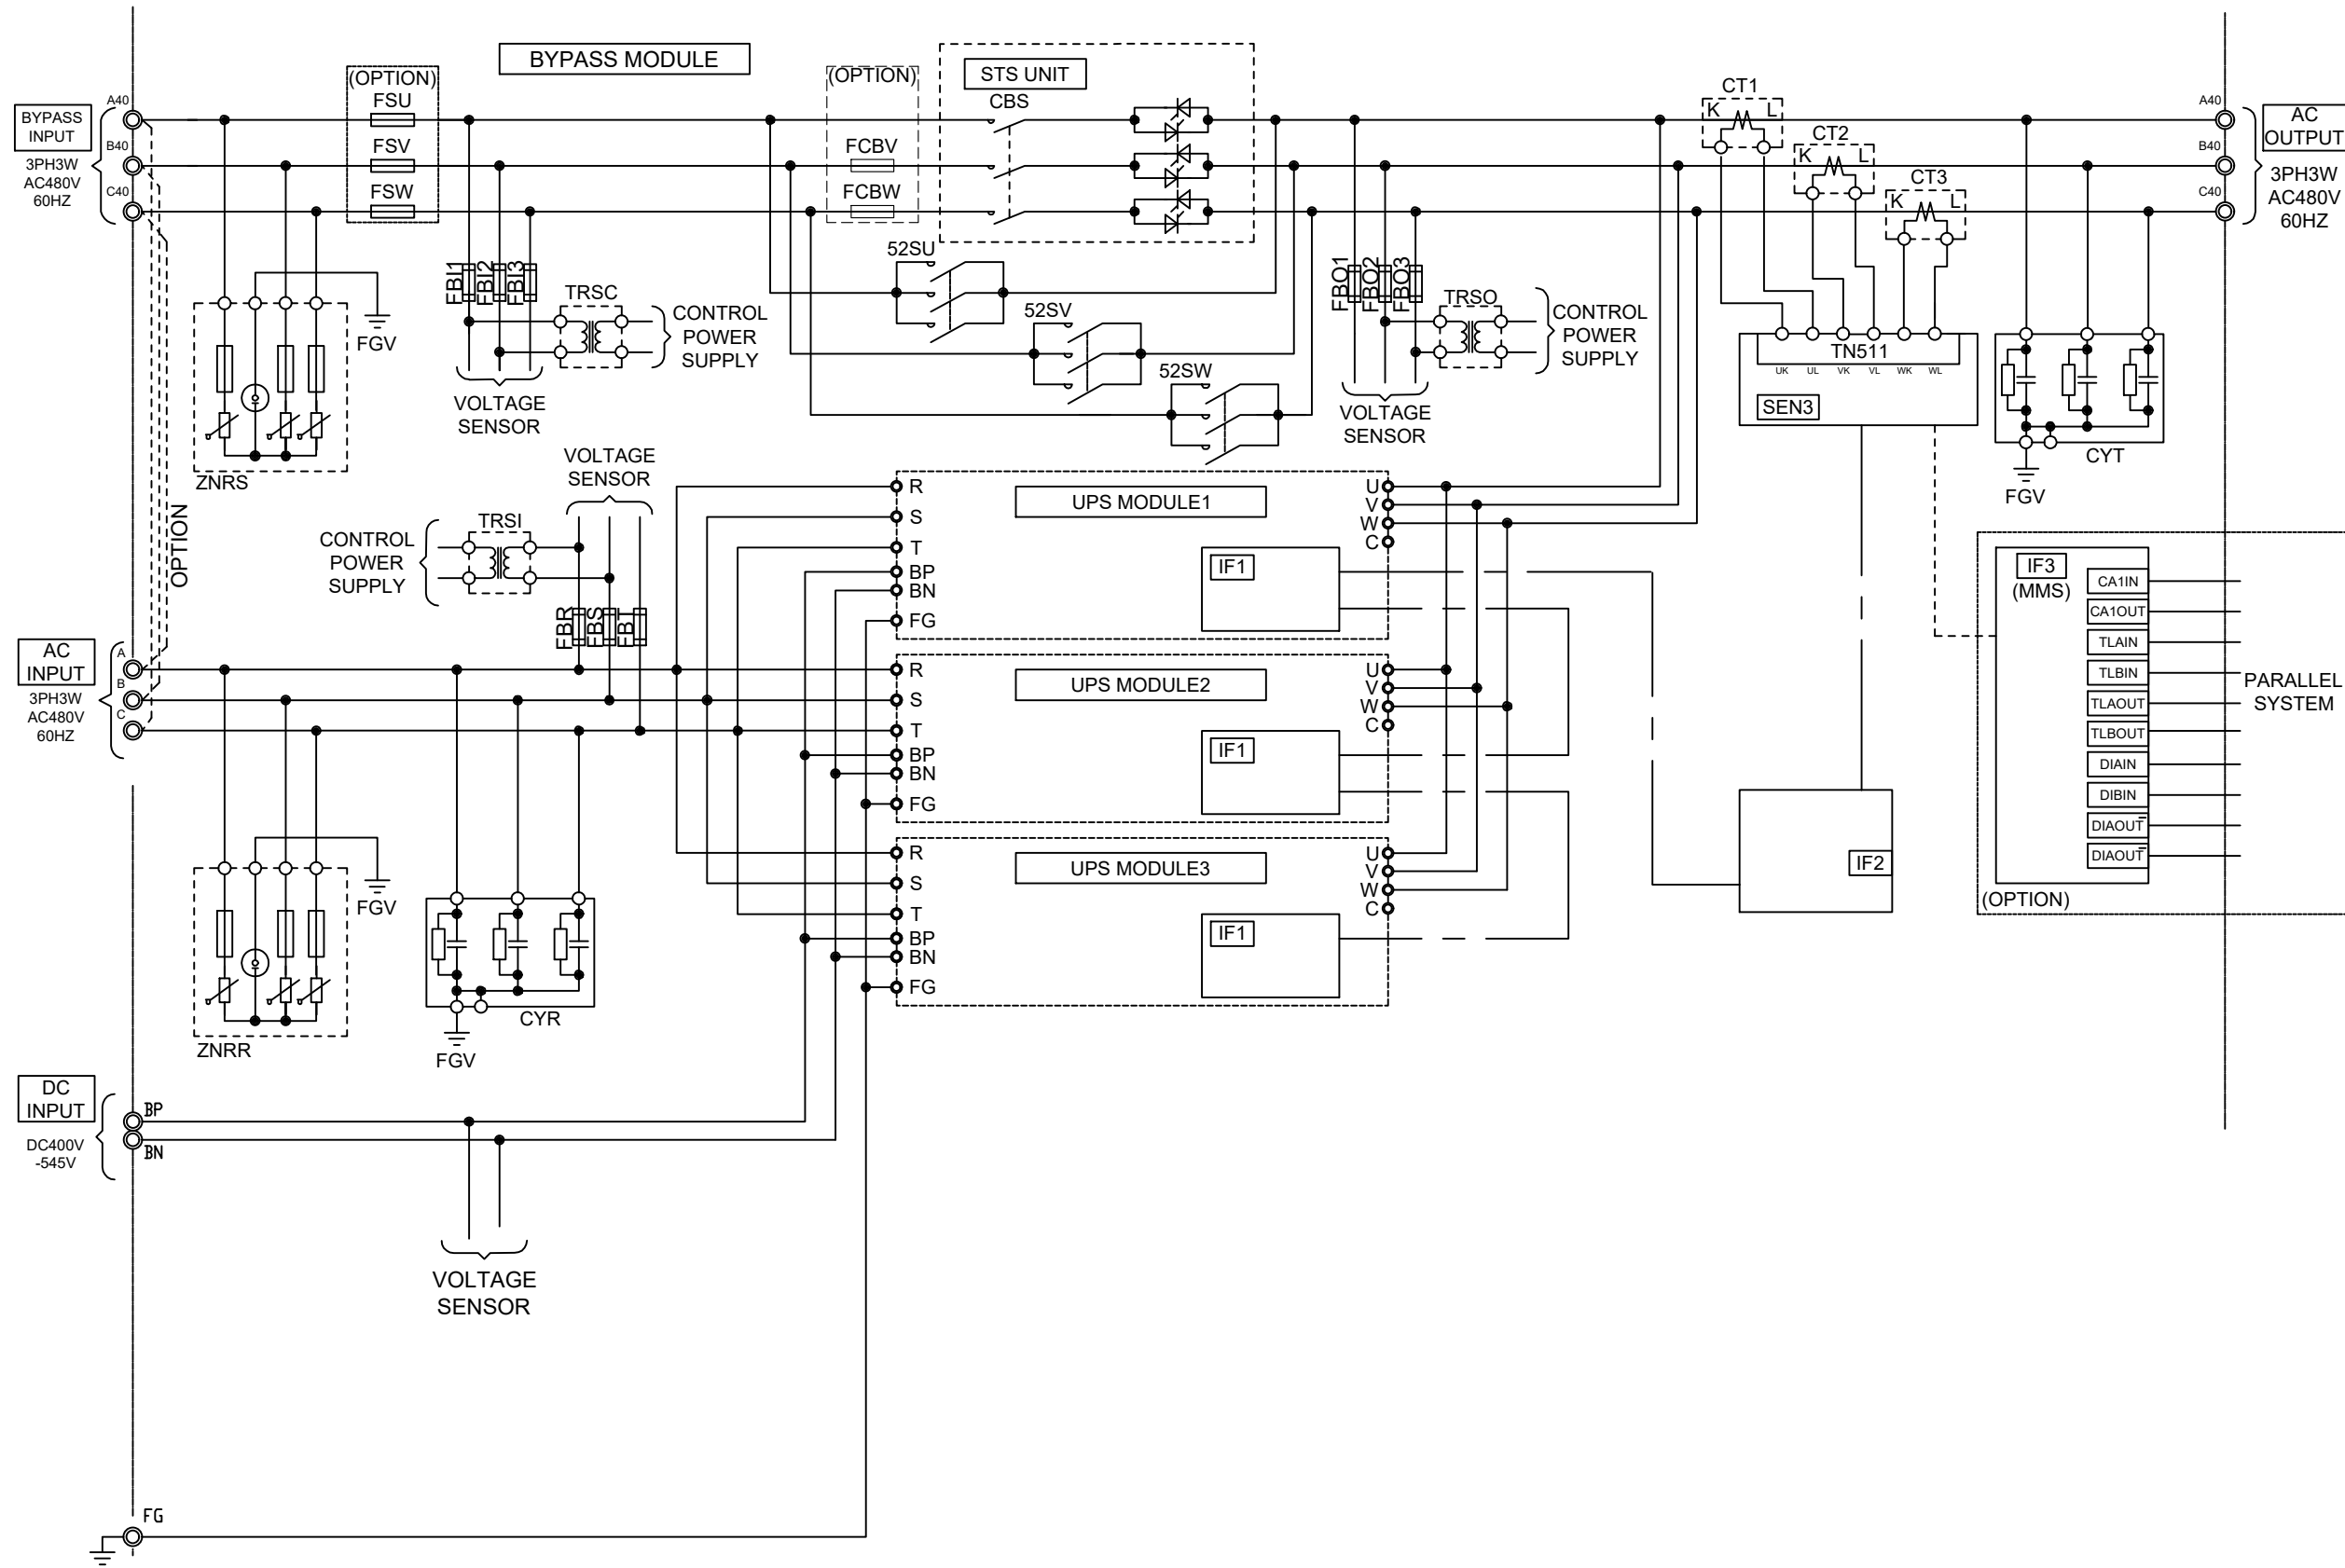 BYPASS MODULE
(OPTION)
FSU
FSV
FSW
(OPTION)
FCBV
FCBW
STS UNIT
CBS
A40
BYPASS
INPUT
B40
3PH3W
AC480V
60HZ
C40
CT1
K L
CT2
K L
CT3
K L
A40
AC
OUTPUT
B40
3PH3W
AC480V
60HZ
C40
52SU
52SV
52SW
FBI1
FBI2
FBI3
TRSC
CONTROL
POWER
SUPPLY
VOLTAGE
SENSOR
FBO1
FBO2
FBO3
TRSO
CONTROL
POWER
SUPPLY
VOLTAGE
SENSOR
TN511
UK UL VK VL WK WL
SEN3
CYT
FGV
FGV
ZNRS
OPTION
VOLTAGE
SENSOR
TRSI
CONTROL
POWER
SUPPLY
FBR
FBS
FBT
AC
INPUT
A
B
3PH3W
AC480V
60HZ
C
UPS MODULE1
R
S
T
BP
BN
FG
U
V
W
C
IF1
UPS MODULE2
R
S
T
BP
BN
FG
U
V
W
C
IF1
UPS MODULE3
R
S
T
BP
BN
FG
U
V
W
C
IF1
IF2
IF3
(MMS)
CA1IN
CA1OUT
TLAIN
TLBIN
TLAOUT
TLBOUT
DIAIN
DIBIN
DIAOUT
DIAOUT
(OPTION)
PARALLEL
SYSTEM
FGV
ZNRR
CYR
FGV
DC
INPUT
BP
DC400V
-545V
BN
VOLTAGE
SENSOR
FG